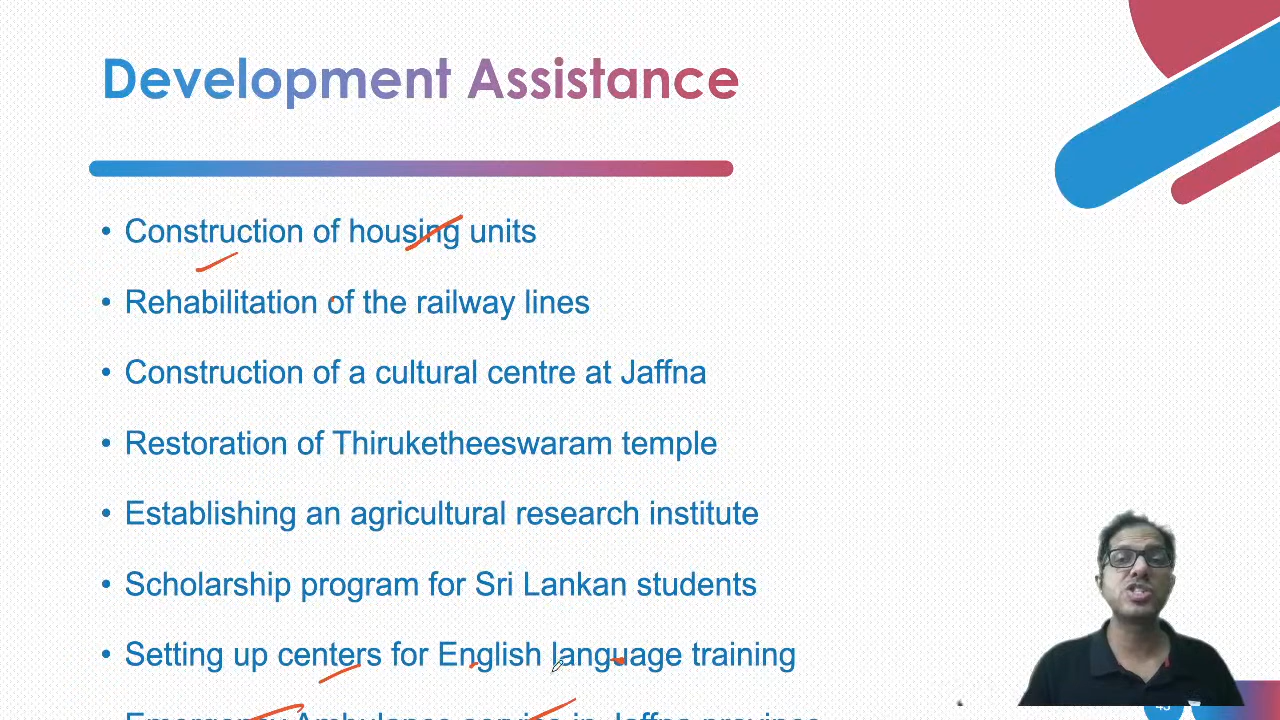 Development Assistance
• Construction of housing units
• Rehabilitation of the railway lines
• Construction of a cultural centre at Jaffna
• Restoration of Thiruketheeswaram temple
• Establishing an agricultural research institute
• Scholarship program for Sri Lankan students
• Setting up centers for English language training
Emergency Ambulance service in Jaffna province